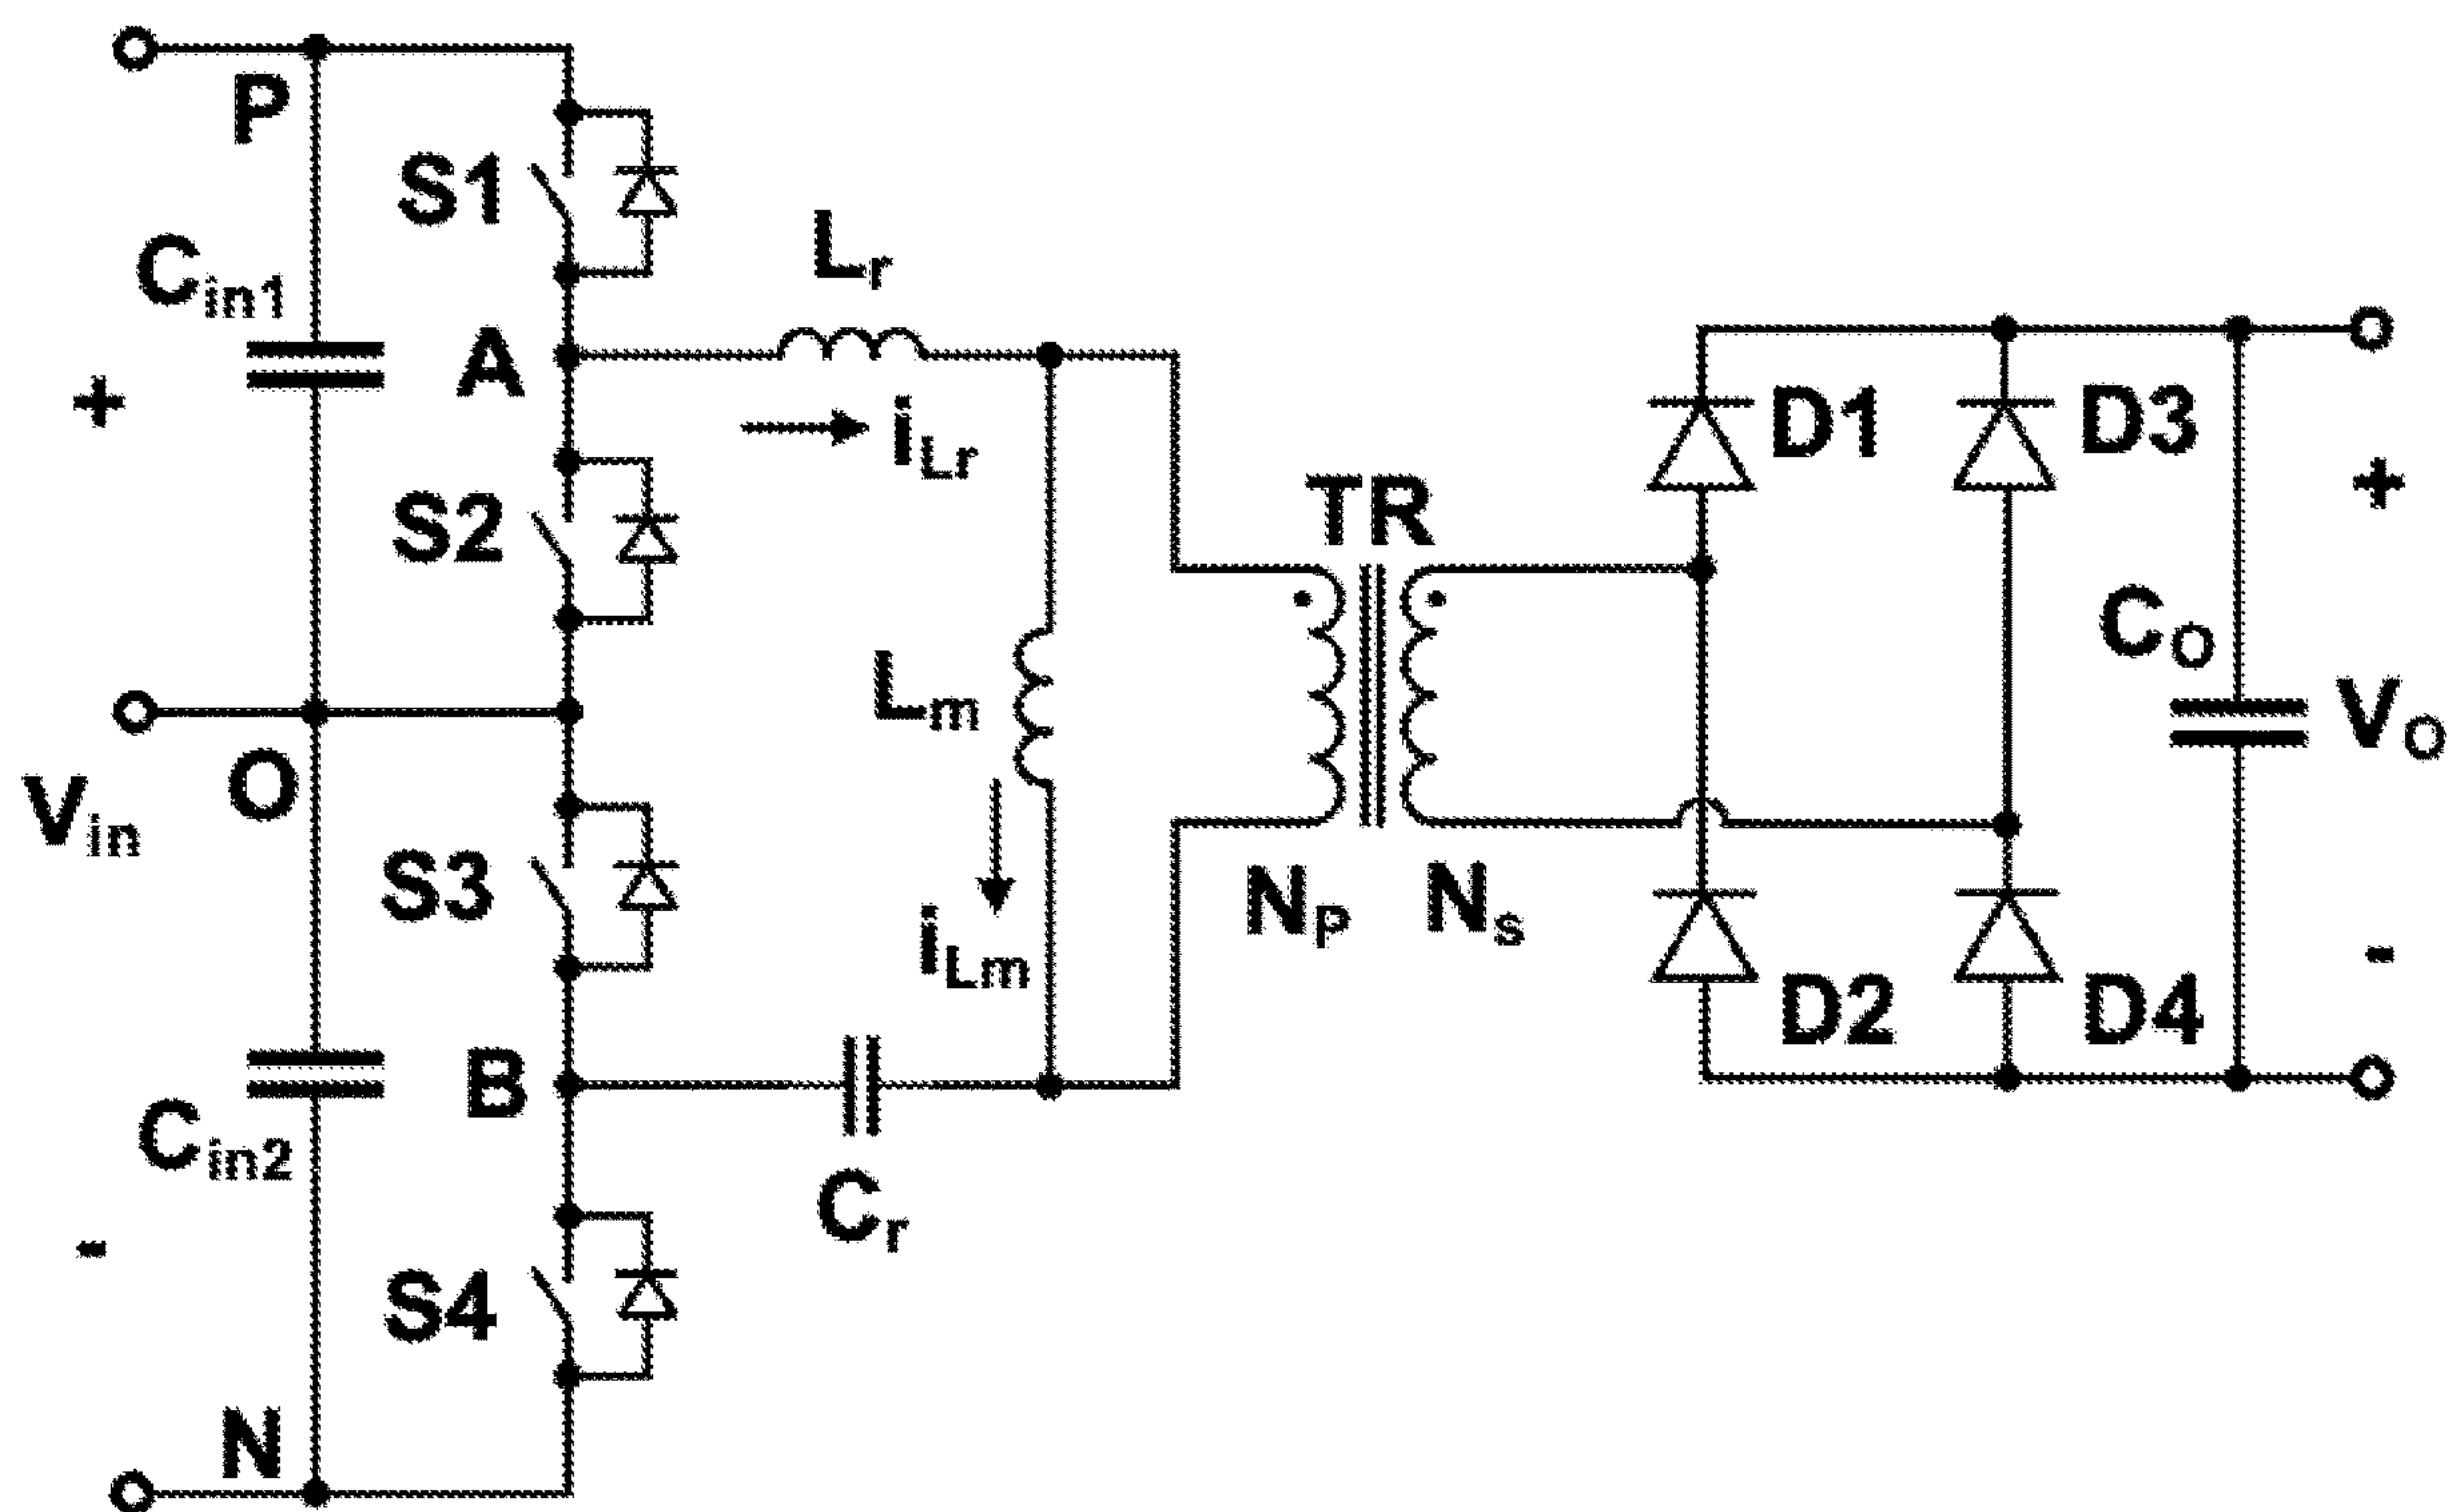 P
S1
Cin1
Lr
+
A
iLr
D1
D3
S2
TR
+
Lm
CO
O
VO
Vin
S3
NP
Ns
iLm
-
B
D2
D4
Cin2
Cr
-
S4
N